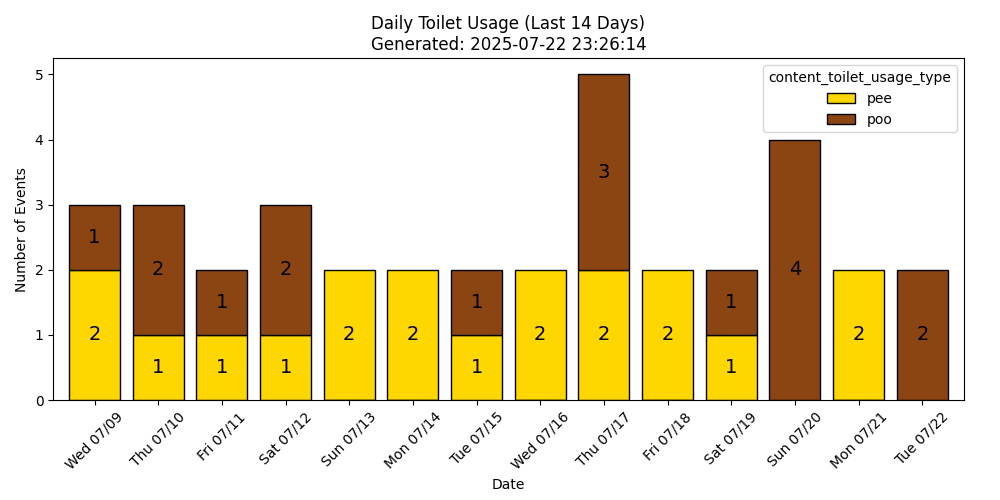 Daily Toilet Usage (Last 14 Days)
Generated: 2025-07-22 23:26:14
content_toilet_usage_type
pee
poo
Number of Events
5
4
3
2
1
0
1
2
2
1
1
1
2
1
2
2
1
1
2
3
2
2
1
1
4
2
2
Wed 07/09
Thu 07/10
Fri 07/11
Sat 07/12
Sun 07/13
Mon 07/14
Tue 07/15
Wed 07/16
Thu 07/17
Fri 07/18
Sat 07/19
Sun 07/20
Mon 07/21
Tue 07/22
Date